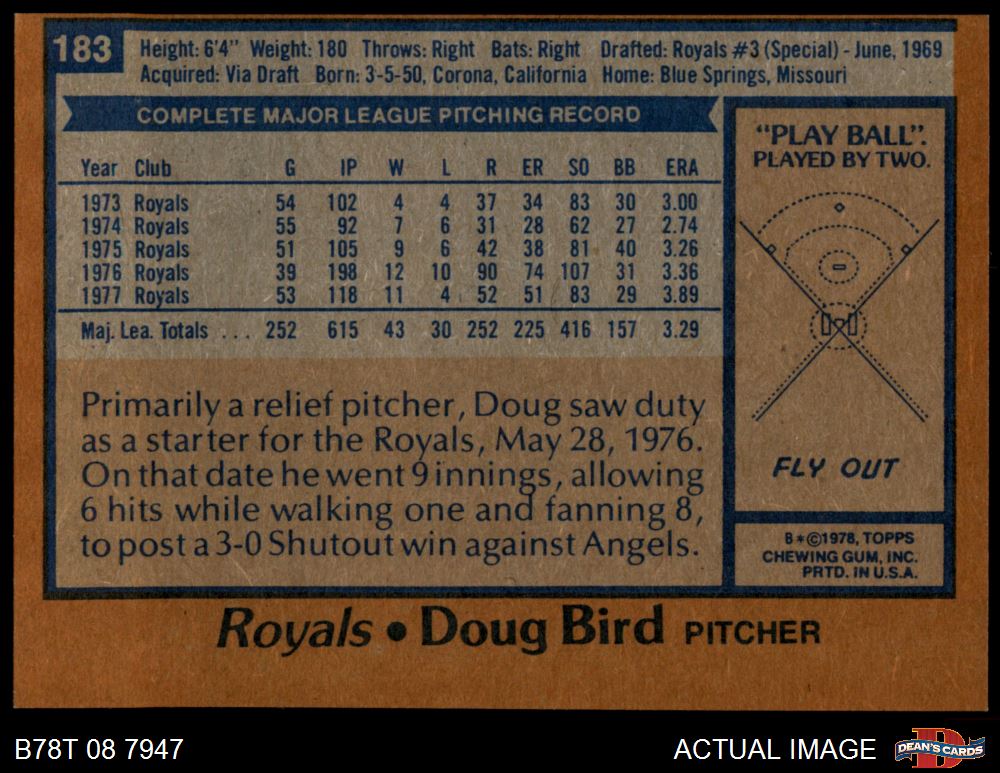 183
Height: 6'4" Weight: 180 Throws: Right Bats: Right Drafted: Royals #3 (Special) - June, 1969
Acquired: Via Draft Born: 3-5-50, Corona, California Home: Blue Springs, Missouri
COMPLETE MAJOR LEAGUE PITCHING RECORD
Year Club G IP W L R ER SO BB ERA
1973 Royals 54 102 4 4 37 34 83 30 3.00
1974 Royals 55 92 7 6 31 28 62 27 2.74
1975 Royals 51 105 9 6 42 38 81 40 3.26
1976 Royals 39 198 12 10 90 74 107 31 3.36
1977 Royals 53 118 11 4 52 51 83 29 3.89
Maj. Lea. Totals . . . 252 615 43 30 252 225 416 157 3.29
Primarily a relief pitcher, Doug saw duty
as a starter for the Royals, May 28, 1976.
On that date he went 9 innings, allowing
6 hits while walking one and fanning 8,
to post a 3-0 Shutout win against Angels.
"PLAY BALL".
PLAYED BY TWO.
FLY OUT
B*©1978, TOPPS
CHEWING GUM, INC.
PRTD. IN U.S.A.
Royals • Doug Bird PITCHER
B78T 08 7947
ACTUAL IMAGE
DEAN'S CARDS